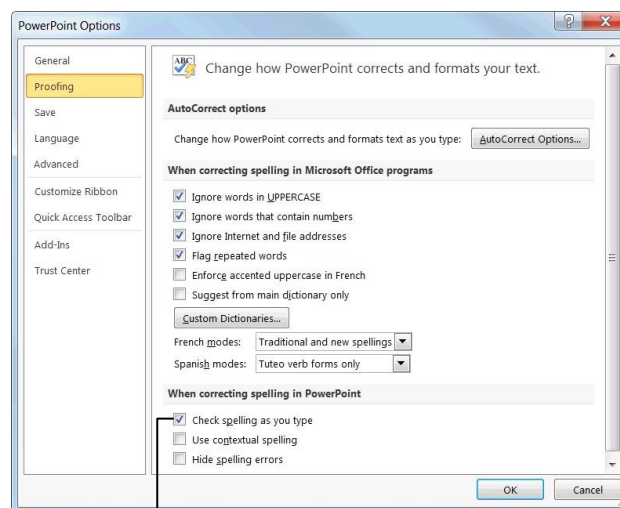 PowerPoint Options
General
Proofing
Save
Language
Advanced
Customize Ribbon
Quick Access Toolbar
Add-Ins
Trust Center
ABC
Change how PowerPoint corrects and formats your text.
AutoCorrect options
Change how PowerPoint corrects and formats text as you type: AutoCorrect Options...
When correcting spelling in Microsoft Office programs
Ignore words in UPPERCASE
Ignore words that contain numbers
Ignore Internet and file addresses
Flag repeated words
Enforce accented uppercase in French
Suggest from main dictionary only
Custom Dictionaries...
French modes: Traditional and new spellings
Spanish modes: Tuteo verb forms only
When correcting spelling in PowerPoint
Check spelling as you type
Use contextual spelling
Hide spelling errors
OK Cancel